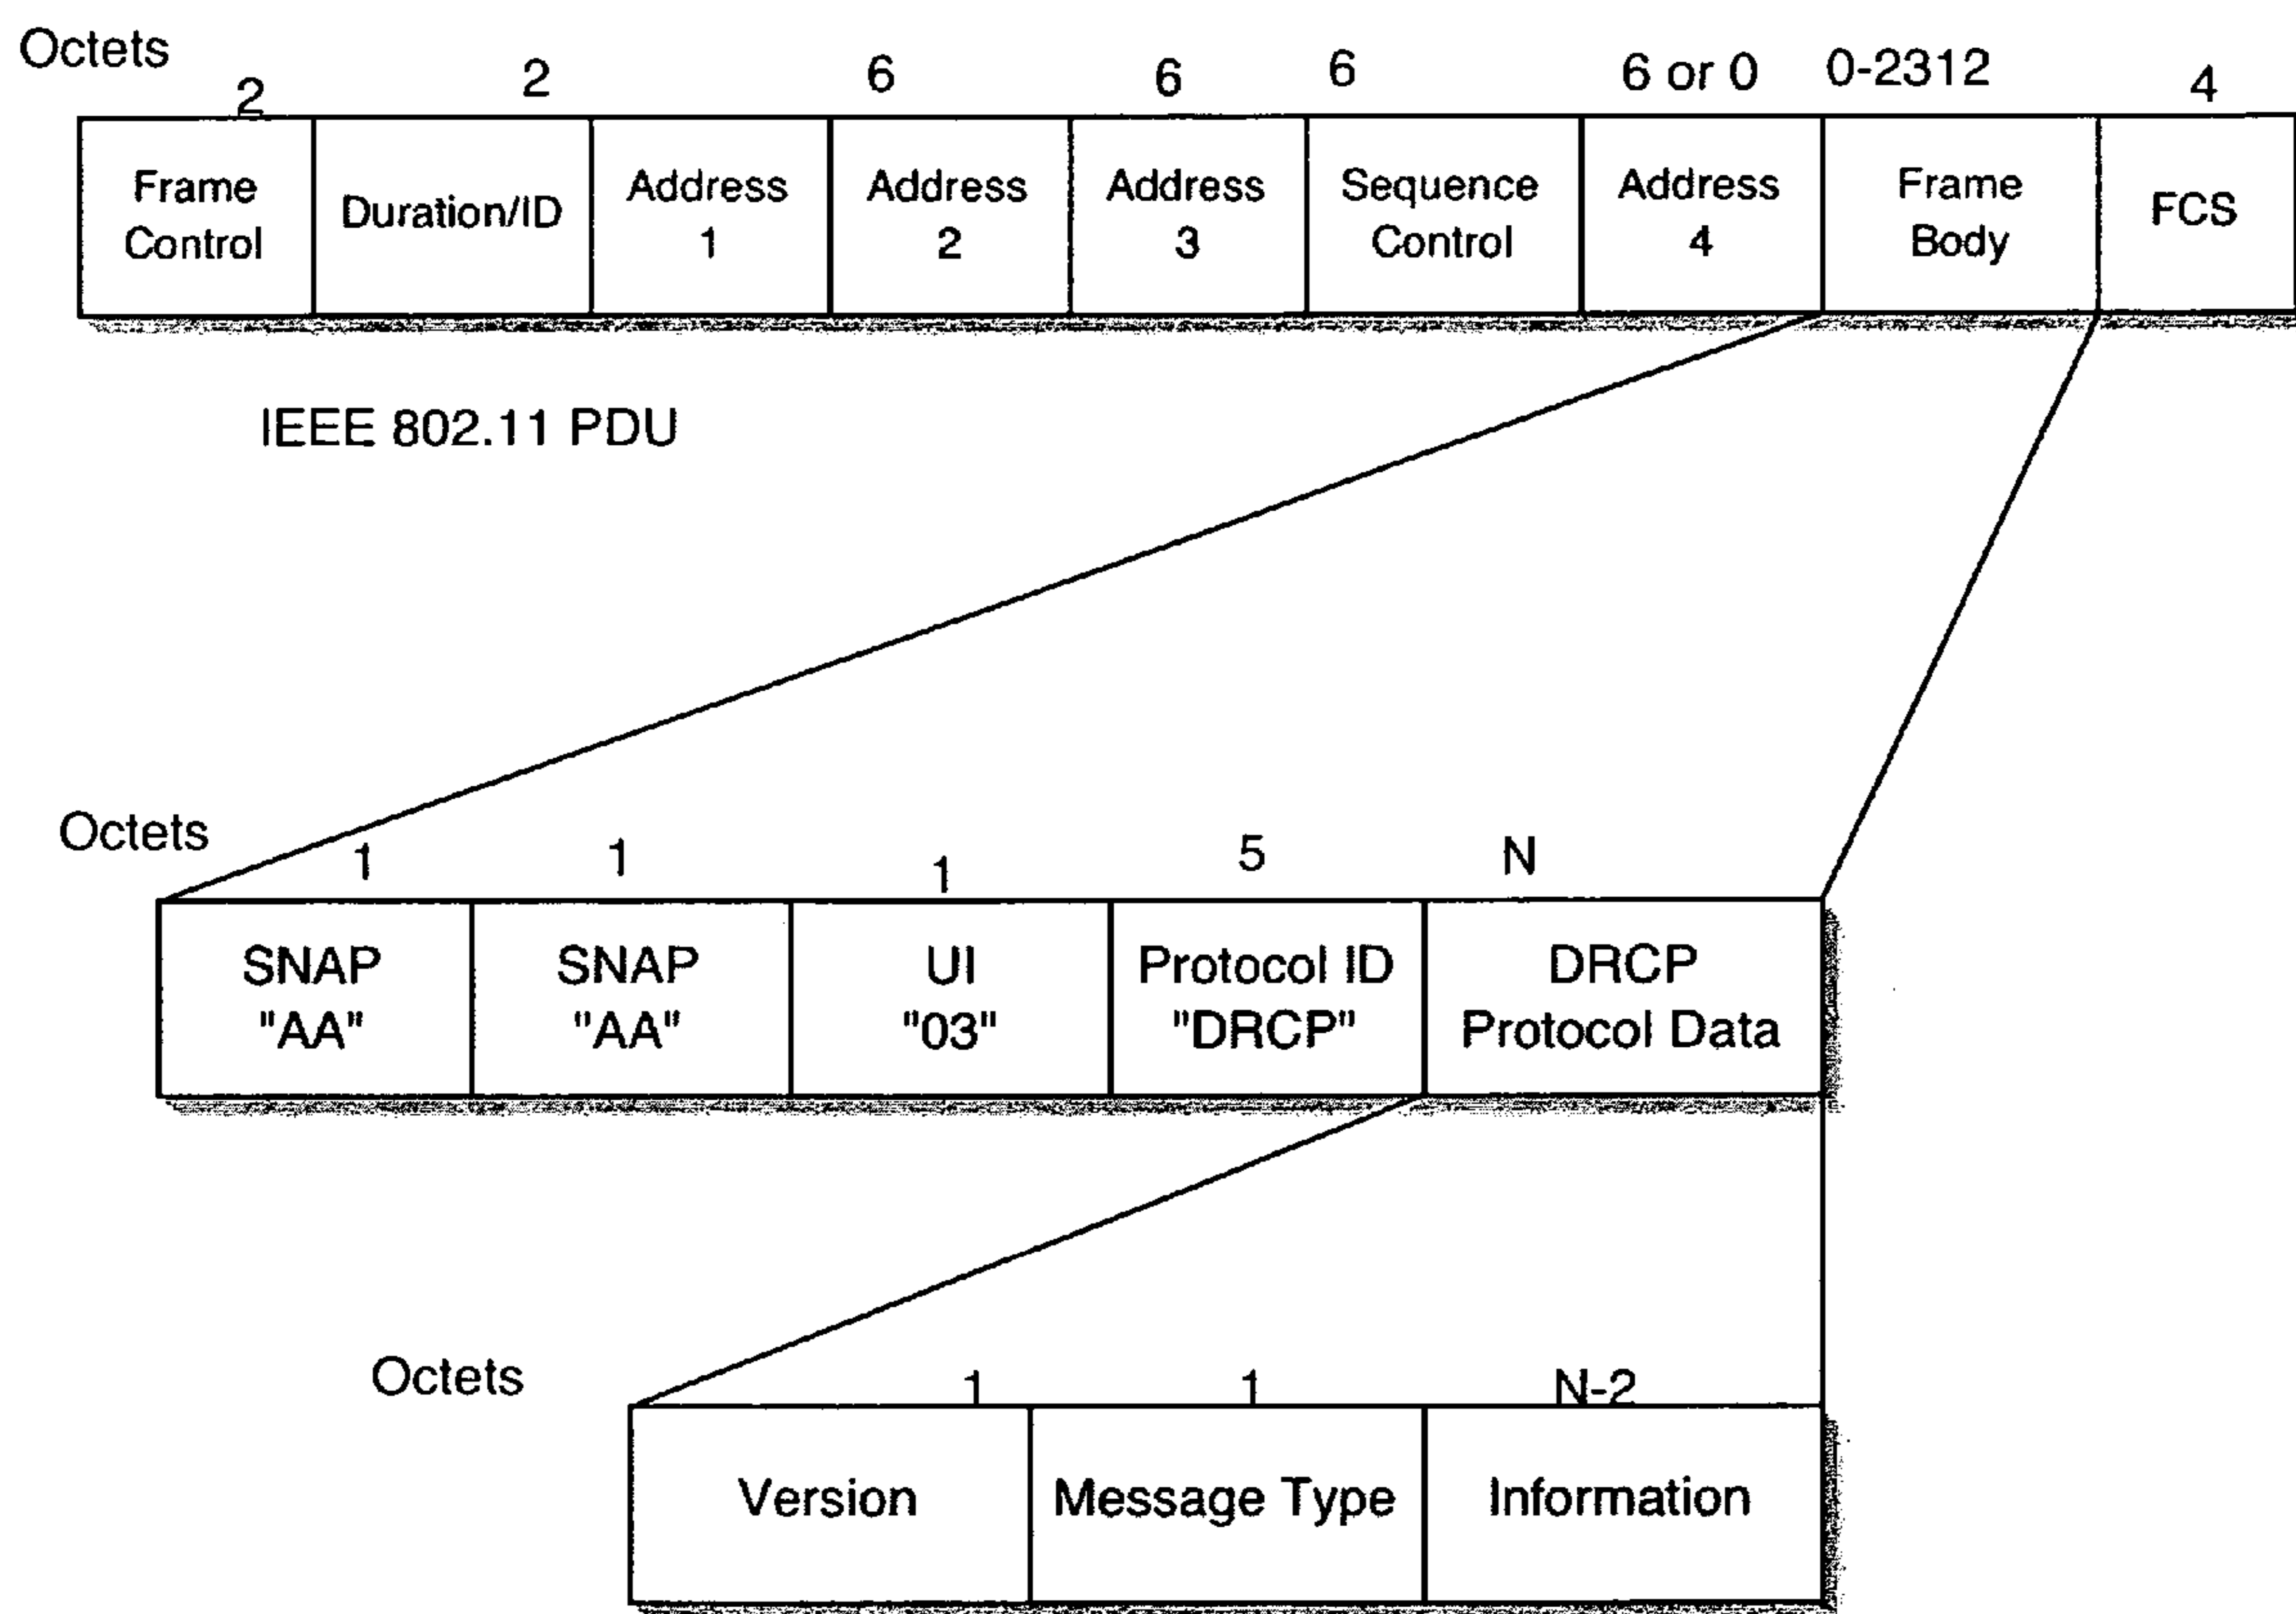 Octets
2 2 6 6 6 6 or 0 0-2312 4
Frame Control
Duration/ID
Address 1
Address 2
Address 3
Sequence Control
Address 4
Frame Body
FCS
IEEE 802.11 PDU
Octets
1 1 1 5 N
SNAP "AA"
SNAP "AA"
UI "03"
Protocol ID "DRCP"
DRCP Protocol Data
Octets
1 1 N-2
Version
Message Type
Information